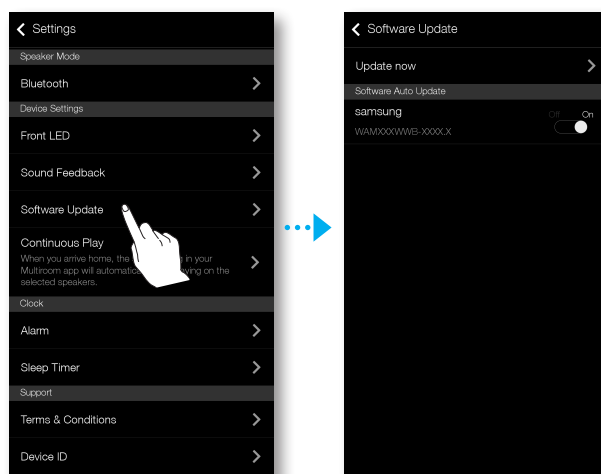 Settings
Speaker Mode
Bluetooth
Device Settings
Front LED
Sound Feedback
Software Update
Continuous Play
When you arrive home, the in your
Multiroom app will automatica ying on the
selected speakers.
Clock
Alarm
Sleep Timer
Support
Terms & Conditions
Device ID
Software Update
Update now
Software Auto Update
samsung
Off On
WAMXXXWWB-XXXX.X